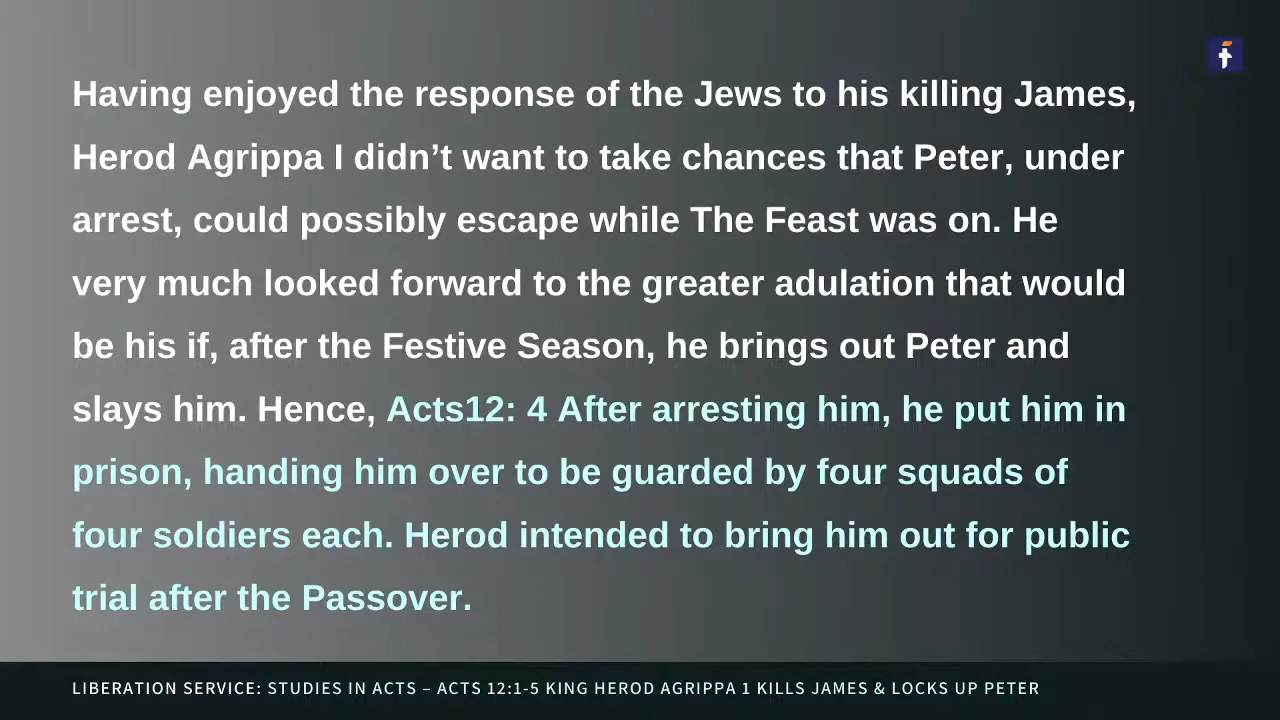 Having enjoyed the response of the Jews to his killing James,
Herod Agrippa I didn’t want to take chances that Peter, under
arrest, could possibly escape while The Feast was on. He
very much looked forward to the greater adulation that would
be his if, after the Festive Season, he brings out Peter and
slays him. Hence, Acts12: 4 After arresting him, he put him in
prison, handing him over to be guarded by four squads of
four soldiers each. Herod intended to bring him out for public
trial after the Passover.
LIBERATION SERVICE: STUDIES IN ACTS – ACTS 12:1-5 KING HEROD AGRIPPA 1 KILLS JAMES & LOCKS UP PETER